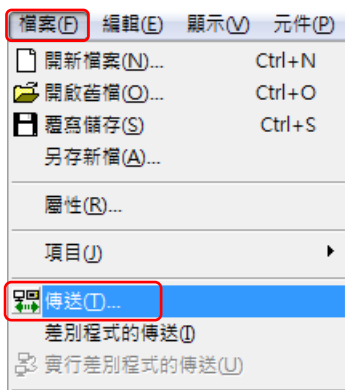 檔案(F) 編輯(E) 顯示(V) 元件(P)
開新檔案(N)... Ctrl+N
開啟舊檔(O)... Ctrl+O
覆寫儲存(S) Ctrl+S
另存新檔(A)...
屬性(R)...
項目(J)
傳送(T)...
差別程式的傳送(I)
實行差別程式的傳送(U)